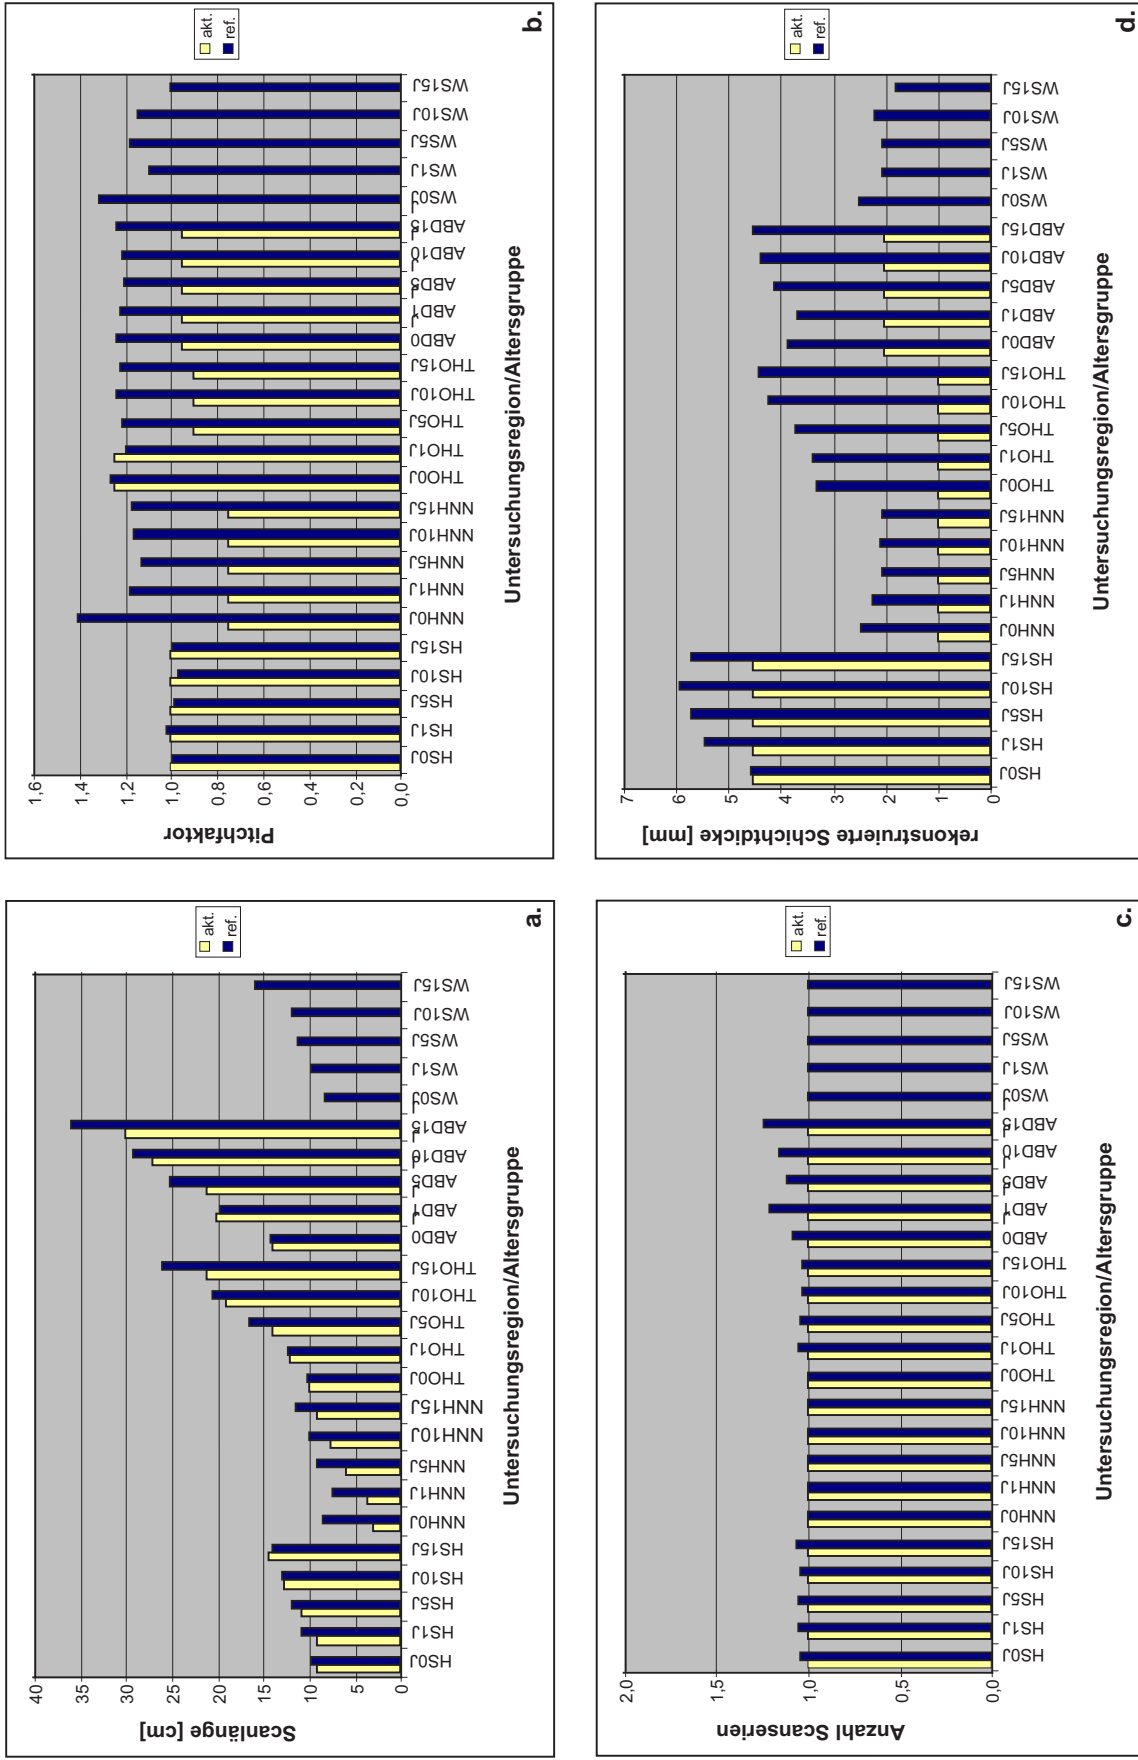 Scanlänge [cm]
40
35
30
25
20
15
10
5
0
HS0J
HS1J
HS5J
HS10J
HS15J
NNH0J
NNH1J
NNH5J
NNH10J
NNH15J
THO0J
THO1J
THO5J
THO10J
THO15J
ABD0
J
ABD1
J
ABD5
J
ABD10
J
ABD15
J
WS0J
WS1J
WS5J
WS10J
WS15J
Untersuchungsregion/Altersgruppe
akt.
ref.
a.
Pitchfaktor
1,6
1,4
1,2
1,0
0,8
0,6
0,4
0,2
0,0
HS0J
HS1J
HS5J
HS10J
HS15J
NNH0J
NNH1J
NNH5J
NNH10J
NNH15J
THO0J
THO1J
THO5J
THO10J
THO15J
ABD0
J
ABD1
J
ABD5
J
ABD10
J
ABD15
J
WS0J
WS1J
WS5J
WS10J
WS15J
Untersuchungsregion/Altersgruppe
akt.
ref.
b.
Anzahl Scanserien
2,0
1,5
1,0
0,5
0,0
HS0J
HS1J
HS5J
HS10J
HS15J
NNH0J
NNH1J
NNH5J
NNH10J
NNH15J
THO0J
THO1J
THO5J
THO10J
THO15J
ABD0
J
ABD1
J
ABD5
J
ABD10
J
ABD15
J
WS0J
WS1J
WS5J
WS10J
WS15J
Untersuchungsregion/Altersgruppe
akt.
ref.
c.
rekonstruierte Schichtdicke [mm]
7
6
5
4
3
2
1
0
HS0J
HS1J
HS5J
HS10J
HS15J
NNH0J
NNH1J
NNH5J
NNH10J
NNH15J
THO0J
THO1J
THO5J
THO10J
THO15J
ABD0J
ABD1J
ABD5J
ABD10J
ABD15J
WS0J
WS1J
WS5J
WS10J
WS15J
Untersuchungsregion/Altersgruppe
akt.
ref.
d.